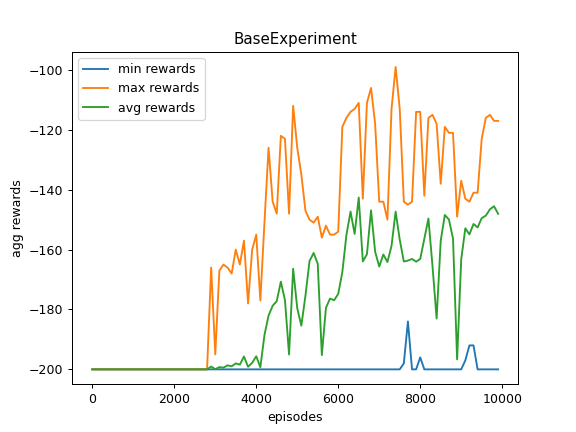 BaseExperiment
min rewards
max rewards
avg rewards
agg rewards
−100
−120
−140
−160
−180
−200
0 2000 4000 6000 8000 10000
episodes